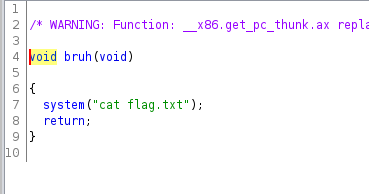 1
2 /* WARNING: Function: __x86.get_pc_thunk.ax
3
4 void bruh(void)
5
6 {
7 system("cat flag.txt");
8 return;
9 }
10